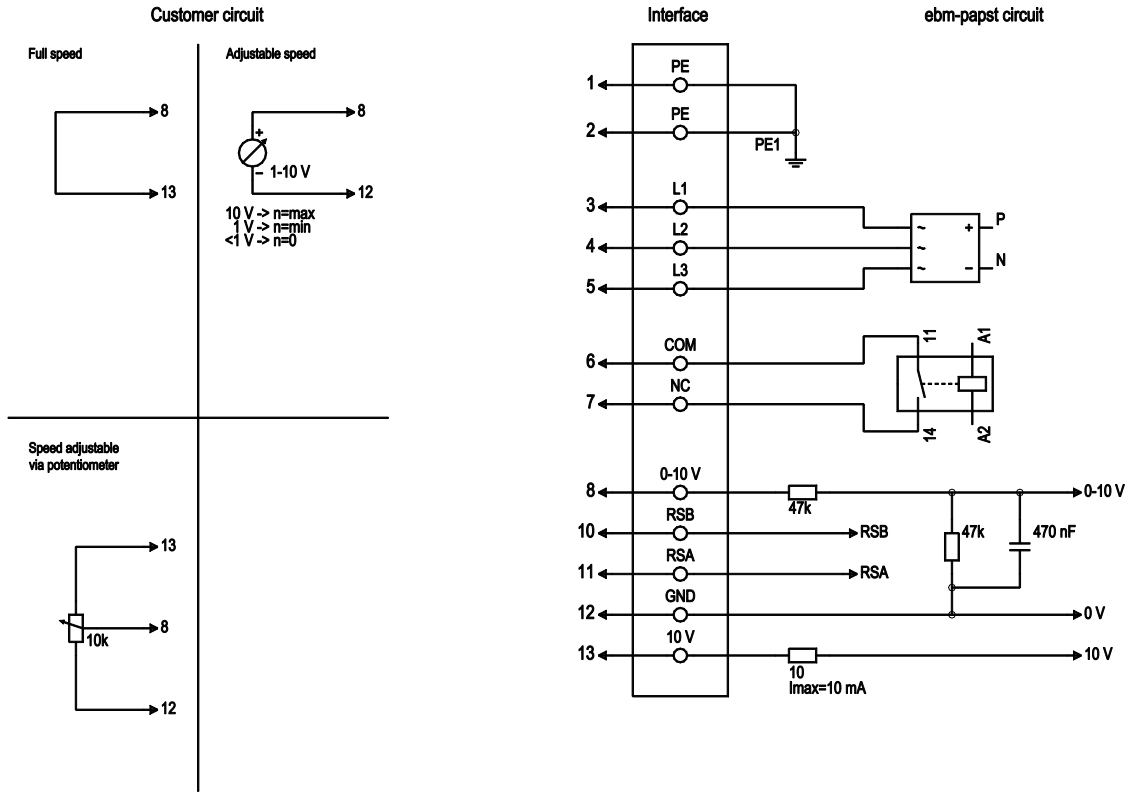 Customer circuit
Interface
ebm-papst circuit
Full speed
Adjustable speed
8
13
8
+
−
1-10 V
12
10 V -> n=max
1 V -> n=min
<1 V -> n=0
Speed adjustable
via potentiometer
13
8
10k
12
1
PE
2
PE
PE1
3
L1
4
L2
5
L3
~
~
~
+
−
P
N
6
COM
7
NC
11
A1
14
A2
8
0-10 V
47k
0-10 V
10
RSB
RSB
47k
470 nF
11
RSA
RSA
12
GND
0 V
13
10 V
10
Imax=10 mA
10 V